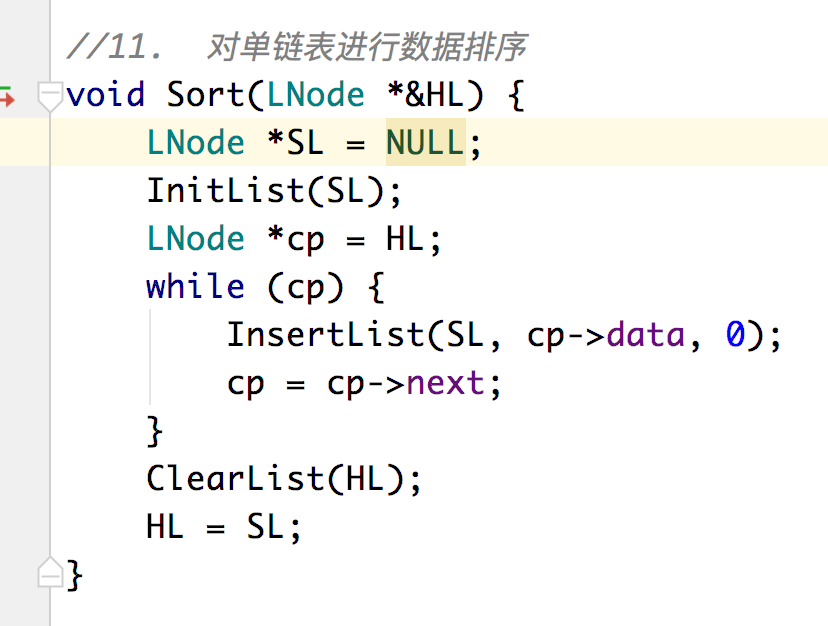 //11.  对单链表进行数据排序
void Sort(LNode *&HL) {
    LNode *SL = NULL;
    InitList(SL);
    LNode *cp = HL;
    while (cp) {
        InsertList(SL, cp->data, 0);
        cp = cp->next;
    }
    ClearList(HL);
    HL = SL;
}